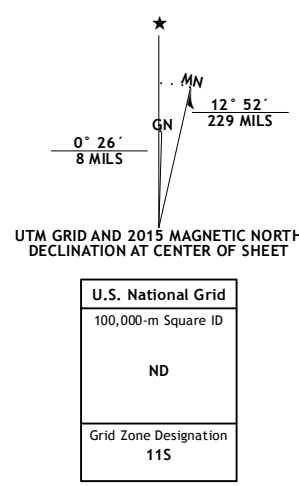 ★
MN
GN
12° 52´
229 MILS
0° 26´
8 MILS
UTM GRID AND 2015 MAGNETIC NORTH
DECLINATION AT CENTER OF SHEET
U.S. National Grid
100,000-m Square ID
ND
Grid Zone Designation
11S